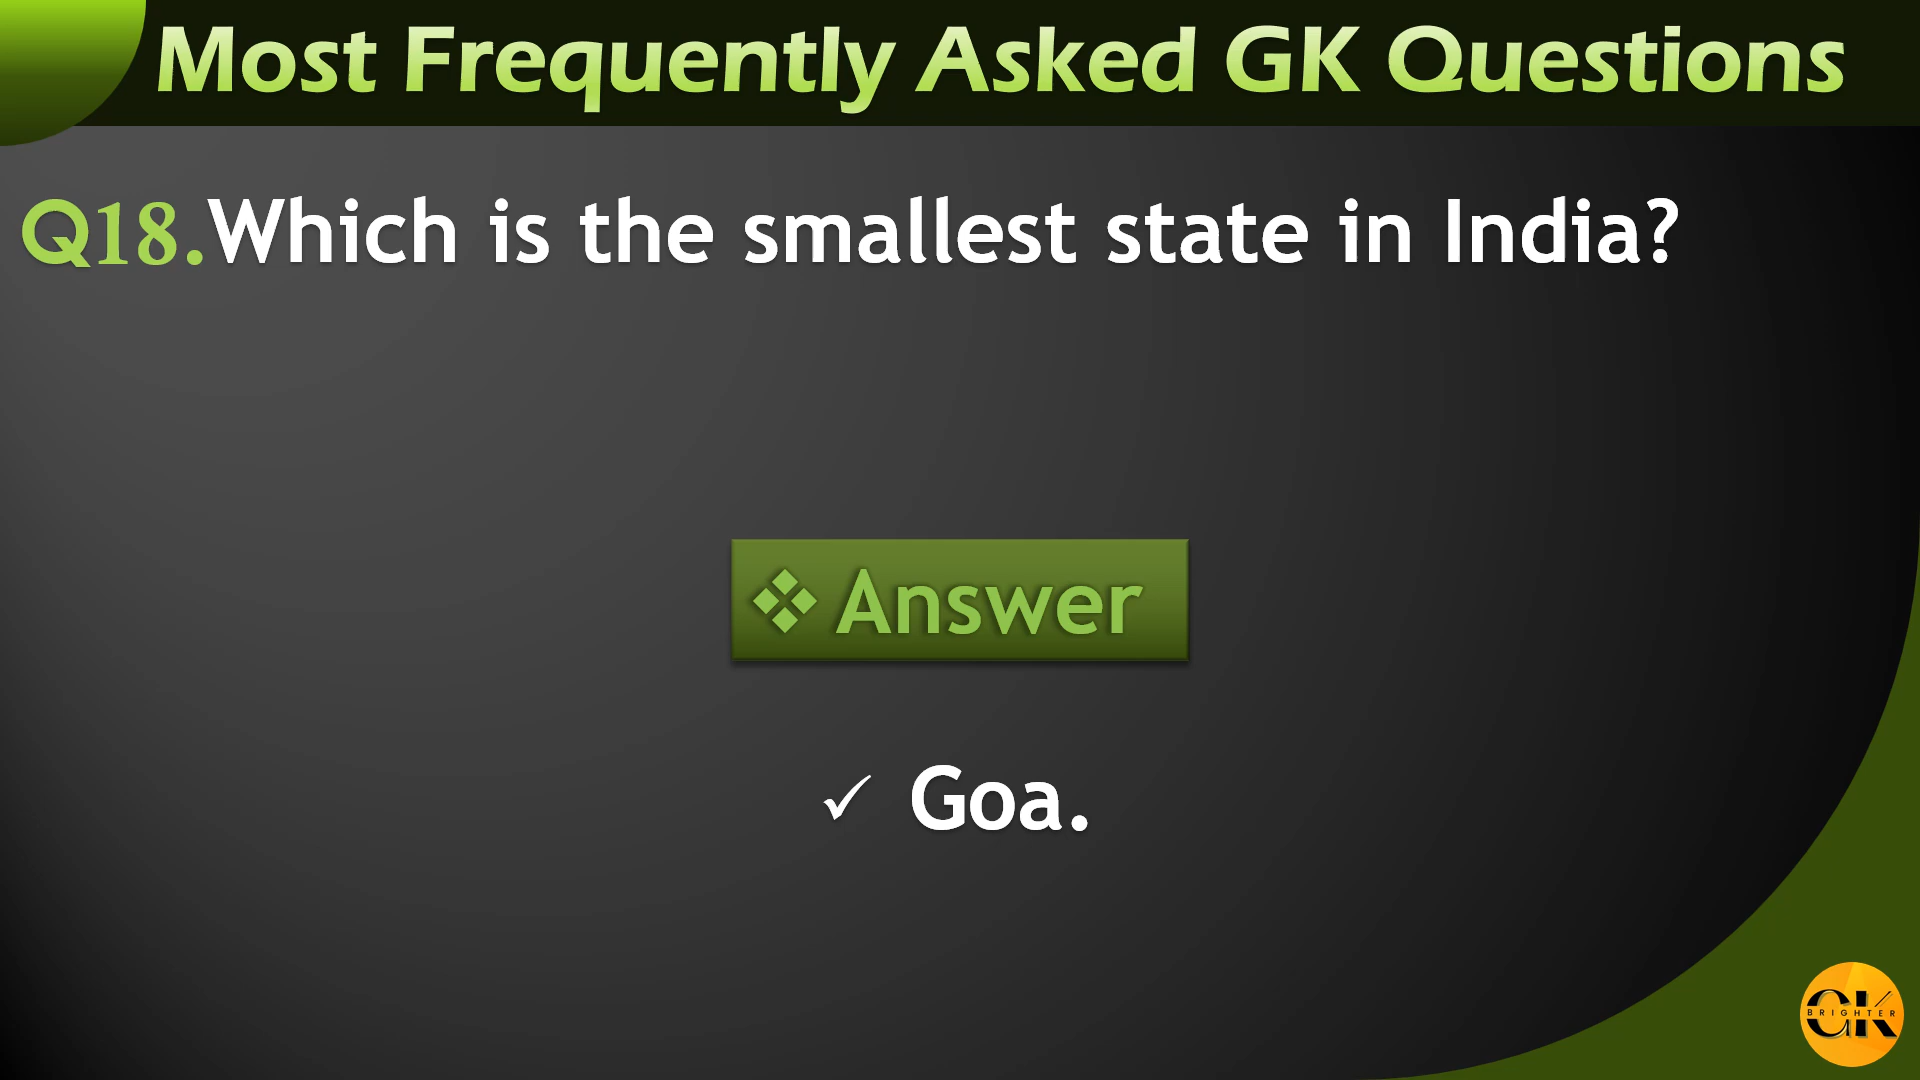 Most Frequently Asked GK Questions
Q18.Which is the smallest state in India?
❖ Answer
✓ Goa.
GK
BRIGHTER